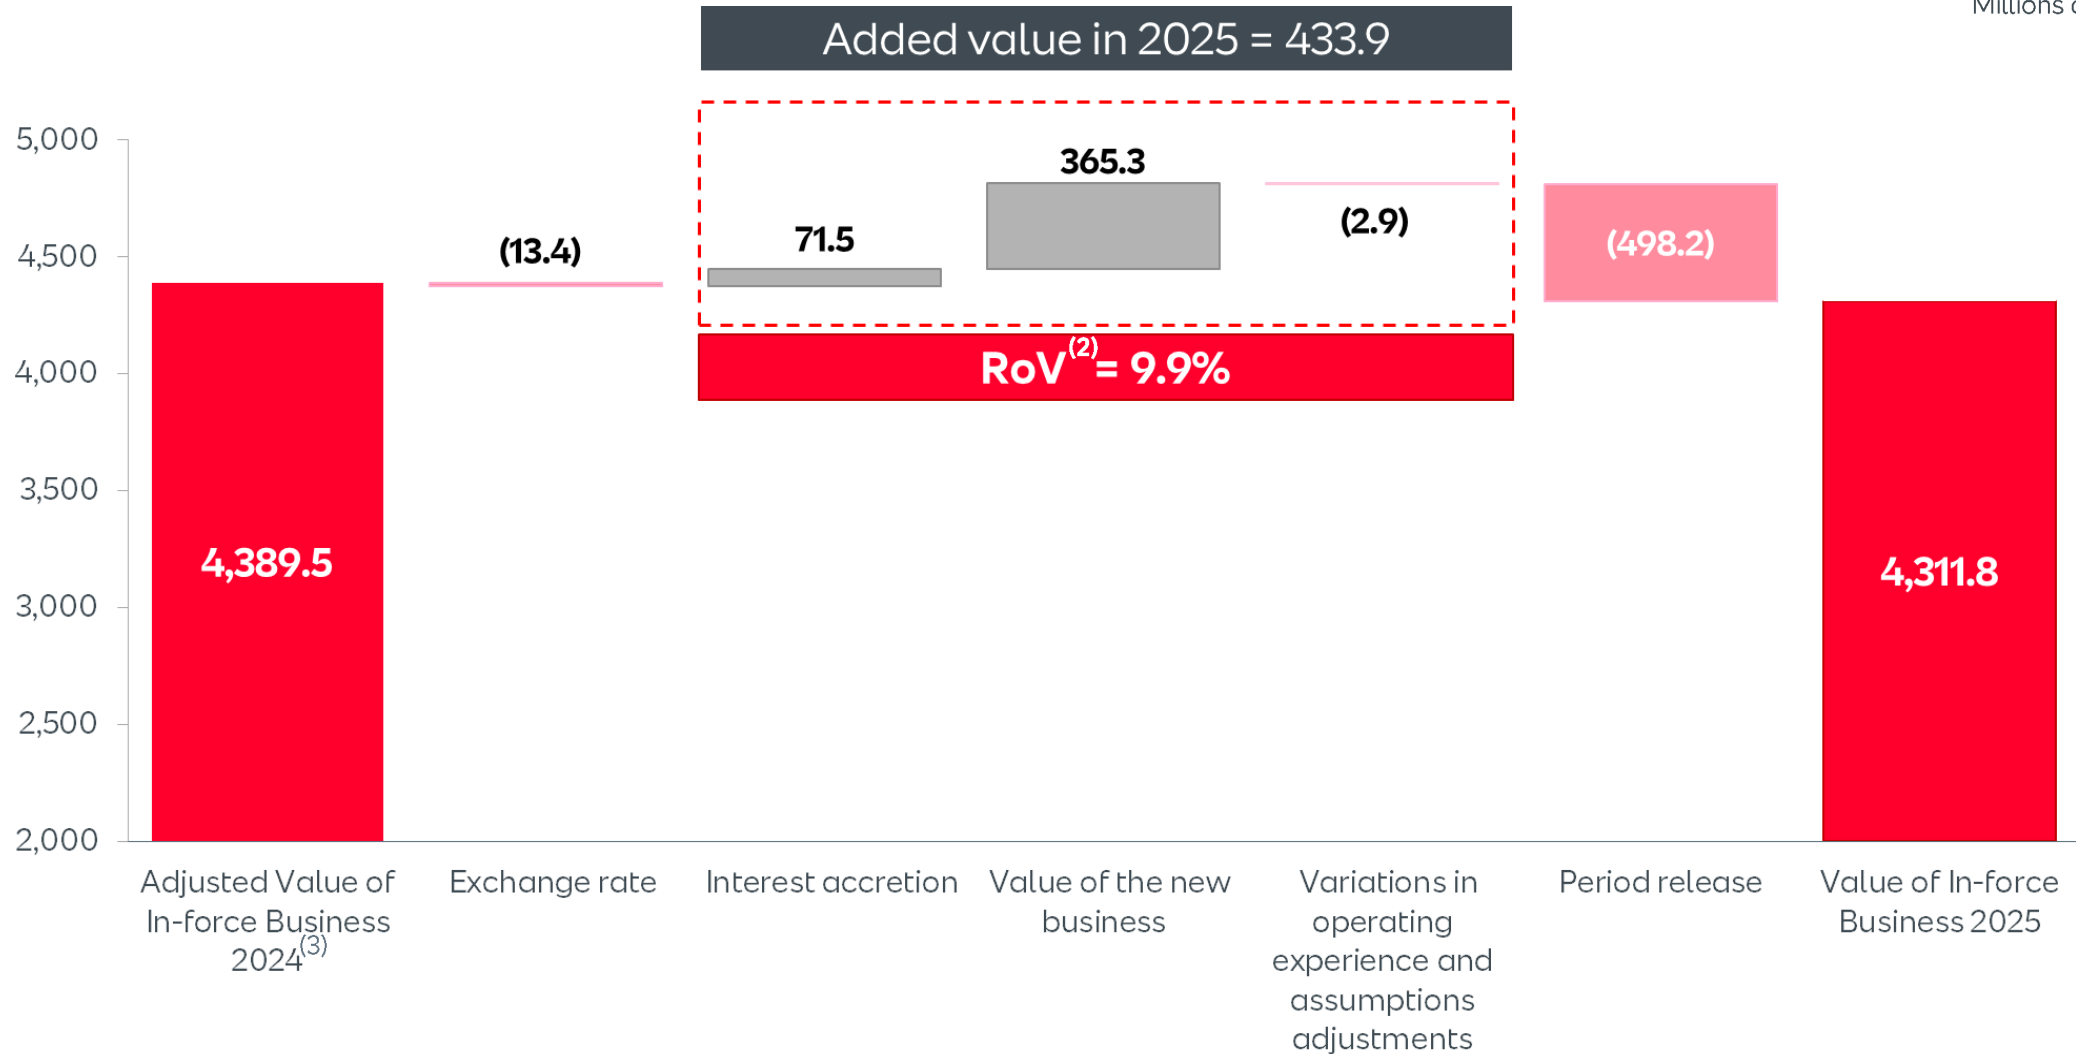 Millions
Added value in 2025 = 433.9
5,000
4,500
4,000
3,500
3,000
2,500
2,000
4,389.5
(13.4)
71.5
365.3
(2.9)
(498.2)
4,311.8
RoV(2)= 9.9%
Adjusted Value of
In-force Business
2024(3)
Exchange rate
Interest accretion
Value of the new
business
Variations in
operating
experience and
assumptions
adjustments
Period release
Value of In-force
Business 2025